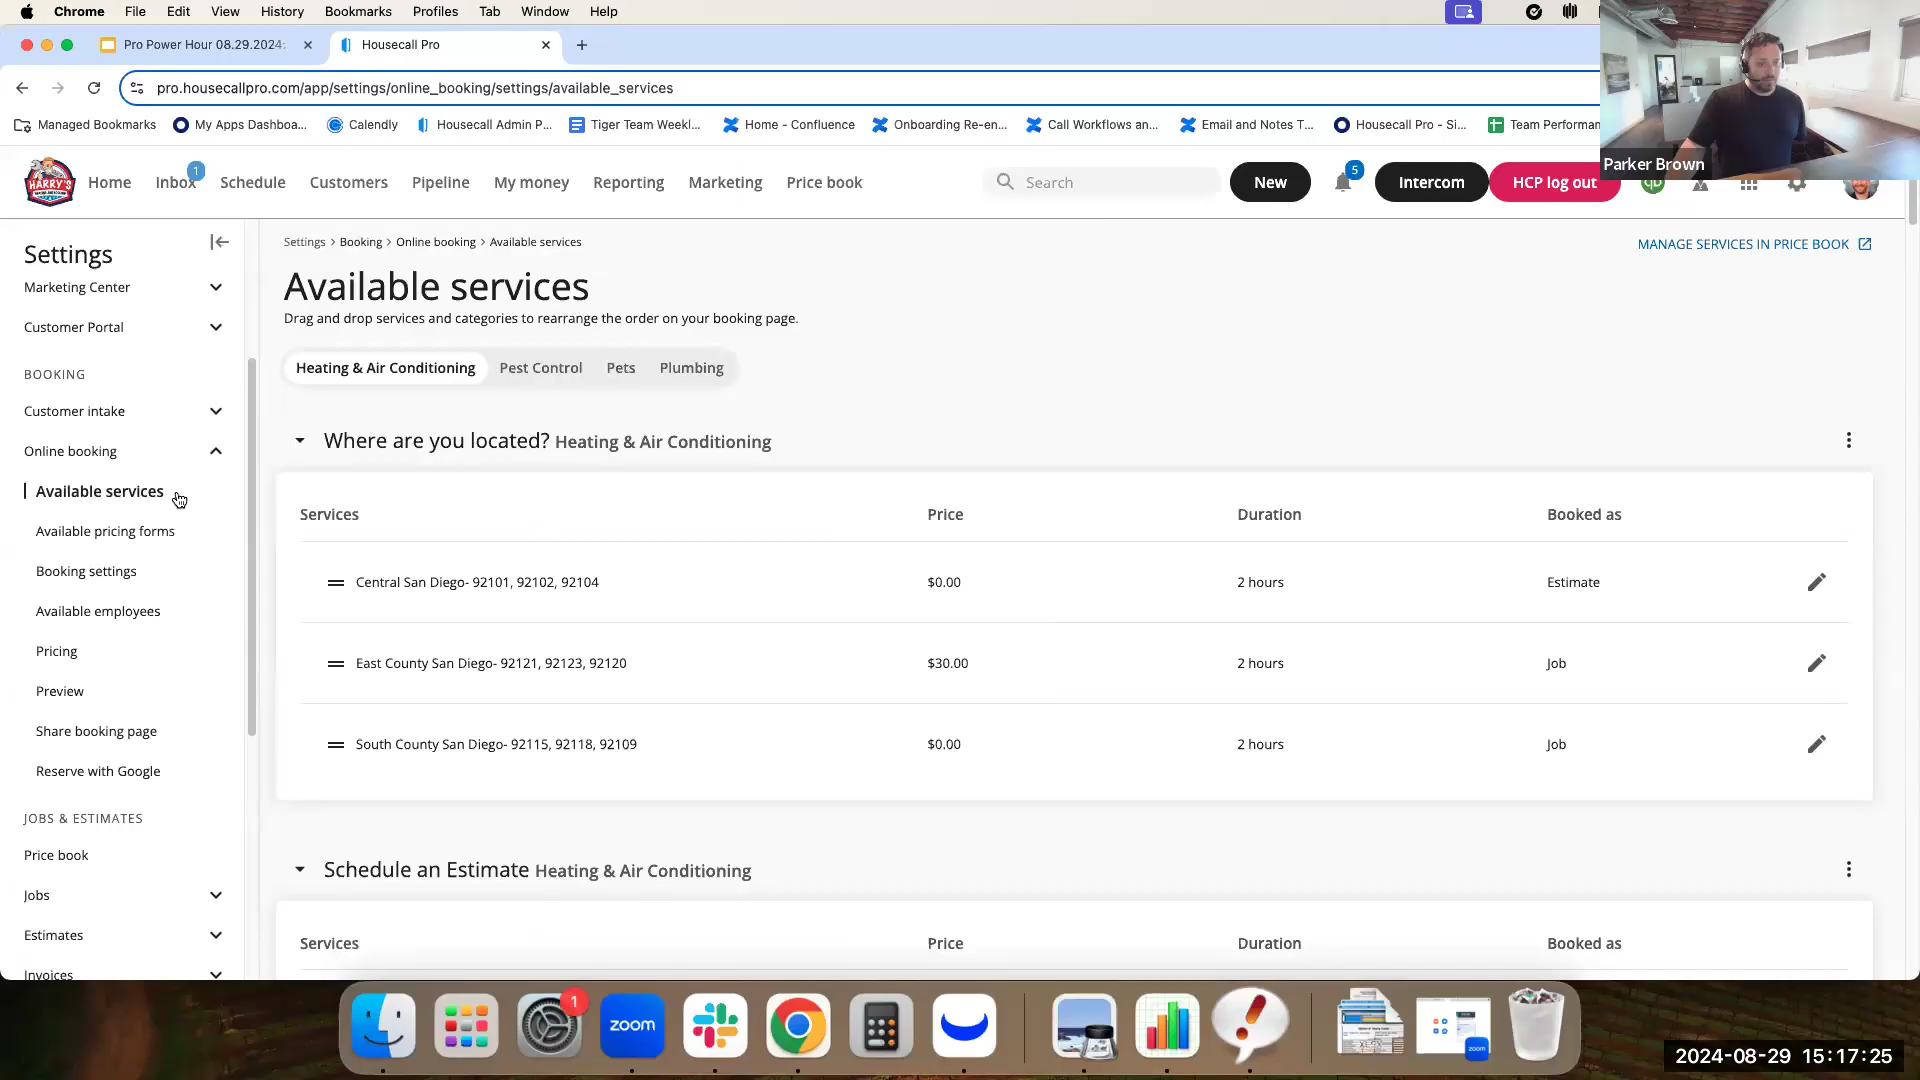 Chrome File Edit View History Bookmarks Profiles Tab Window Help
Pro Power Hour 08.29.2024:
Housecall Pro
pro.housecallpro.com/app/settings/online_booking/settings/available_services
Managed Bookmarks My Apps Dashboa... Calendly Housecall Admin P... Tiger Team Weekl... Home - Confluence Onboarding Re-en... Call Workflows an... Email and Notes T... Housecall Pro - Si... Team Performan
Parker Brown
HARRY'S
Home Inbox 1 Schedule Customers Pipeline My money Reporting Marketing Price book Search New 5 Intercom HCP log out qb
Settings
Marketing Center
Customer Portal
BOOKING
Customer intake
Online booking
Available services
Available pricing forms
Booking settings
Available employees
Pricing
Preview
Share booking page
Reserve with Google
JOBS & ESTIMATES
Price book
Jobs
Estimates
Invoices
Settings > Booking > Online booking > Available services
MANAGE SERVICES IN PRICE BOOK
Available services
Drag and drop services and categories to rearrange the order on your booking page.
Heating & Air Conditioning Pest Control Pets Plumbing
Where are you located? Heating & Air Conditioning
Services Price Duration Booked as
Central San Diego- 92101, 92102, 92104 $0.00 2 hours Estimate
East County San Diego- 92121, 92123, 92120 $30.00 2 hours Job
South County San Diego- 92115, 92118, 92109 $0.00 2 hours Job
Schedule an Estimate Heating & Air Conditioning
Services Price Duration Booked as
1
zoom
zoom
2024-08-29 15:17:25